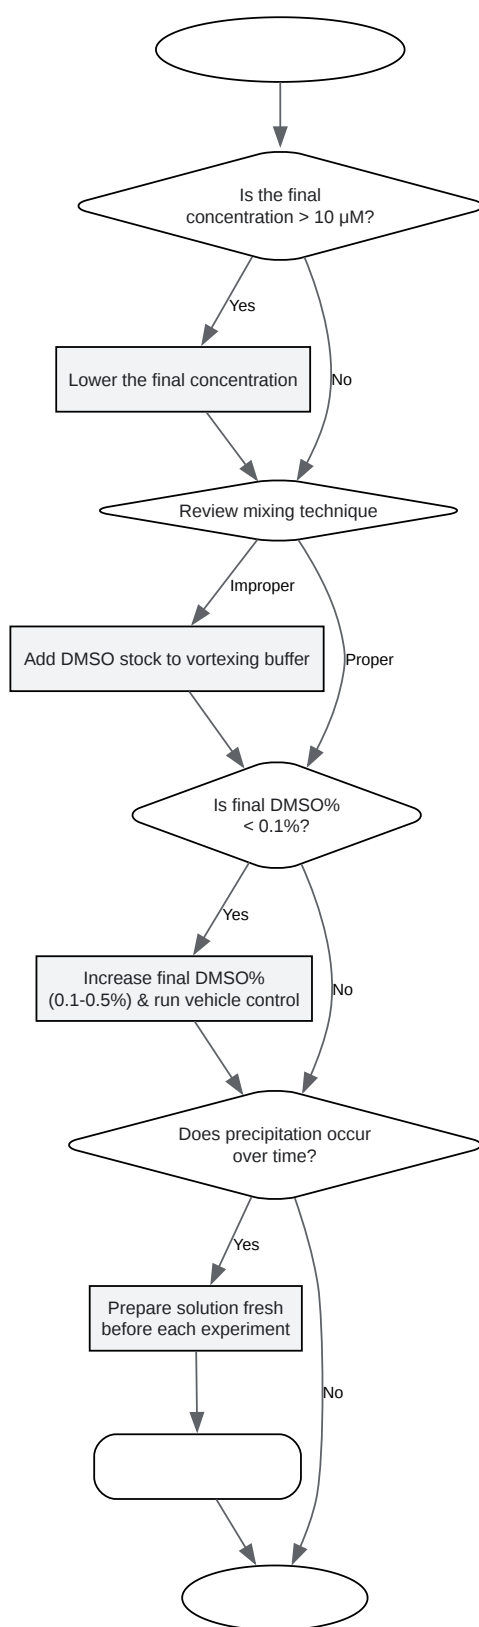 Is the final
concentration > 10 µM?
Yes
Lower the final concentration
No
Review mixing technique
Improper
Add DMSO stock to vortexing buffer
Proper
Is final DMSO%
< 0.1%?
Yes
Increase final DMSO%
(0.1-0.5%) & run vehicle control
No
Does precipitation occur
over time?
Yes
Prepare solution fresh
before each experiment
No